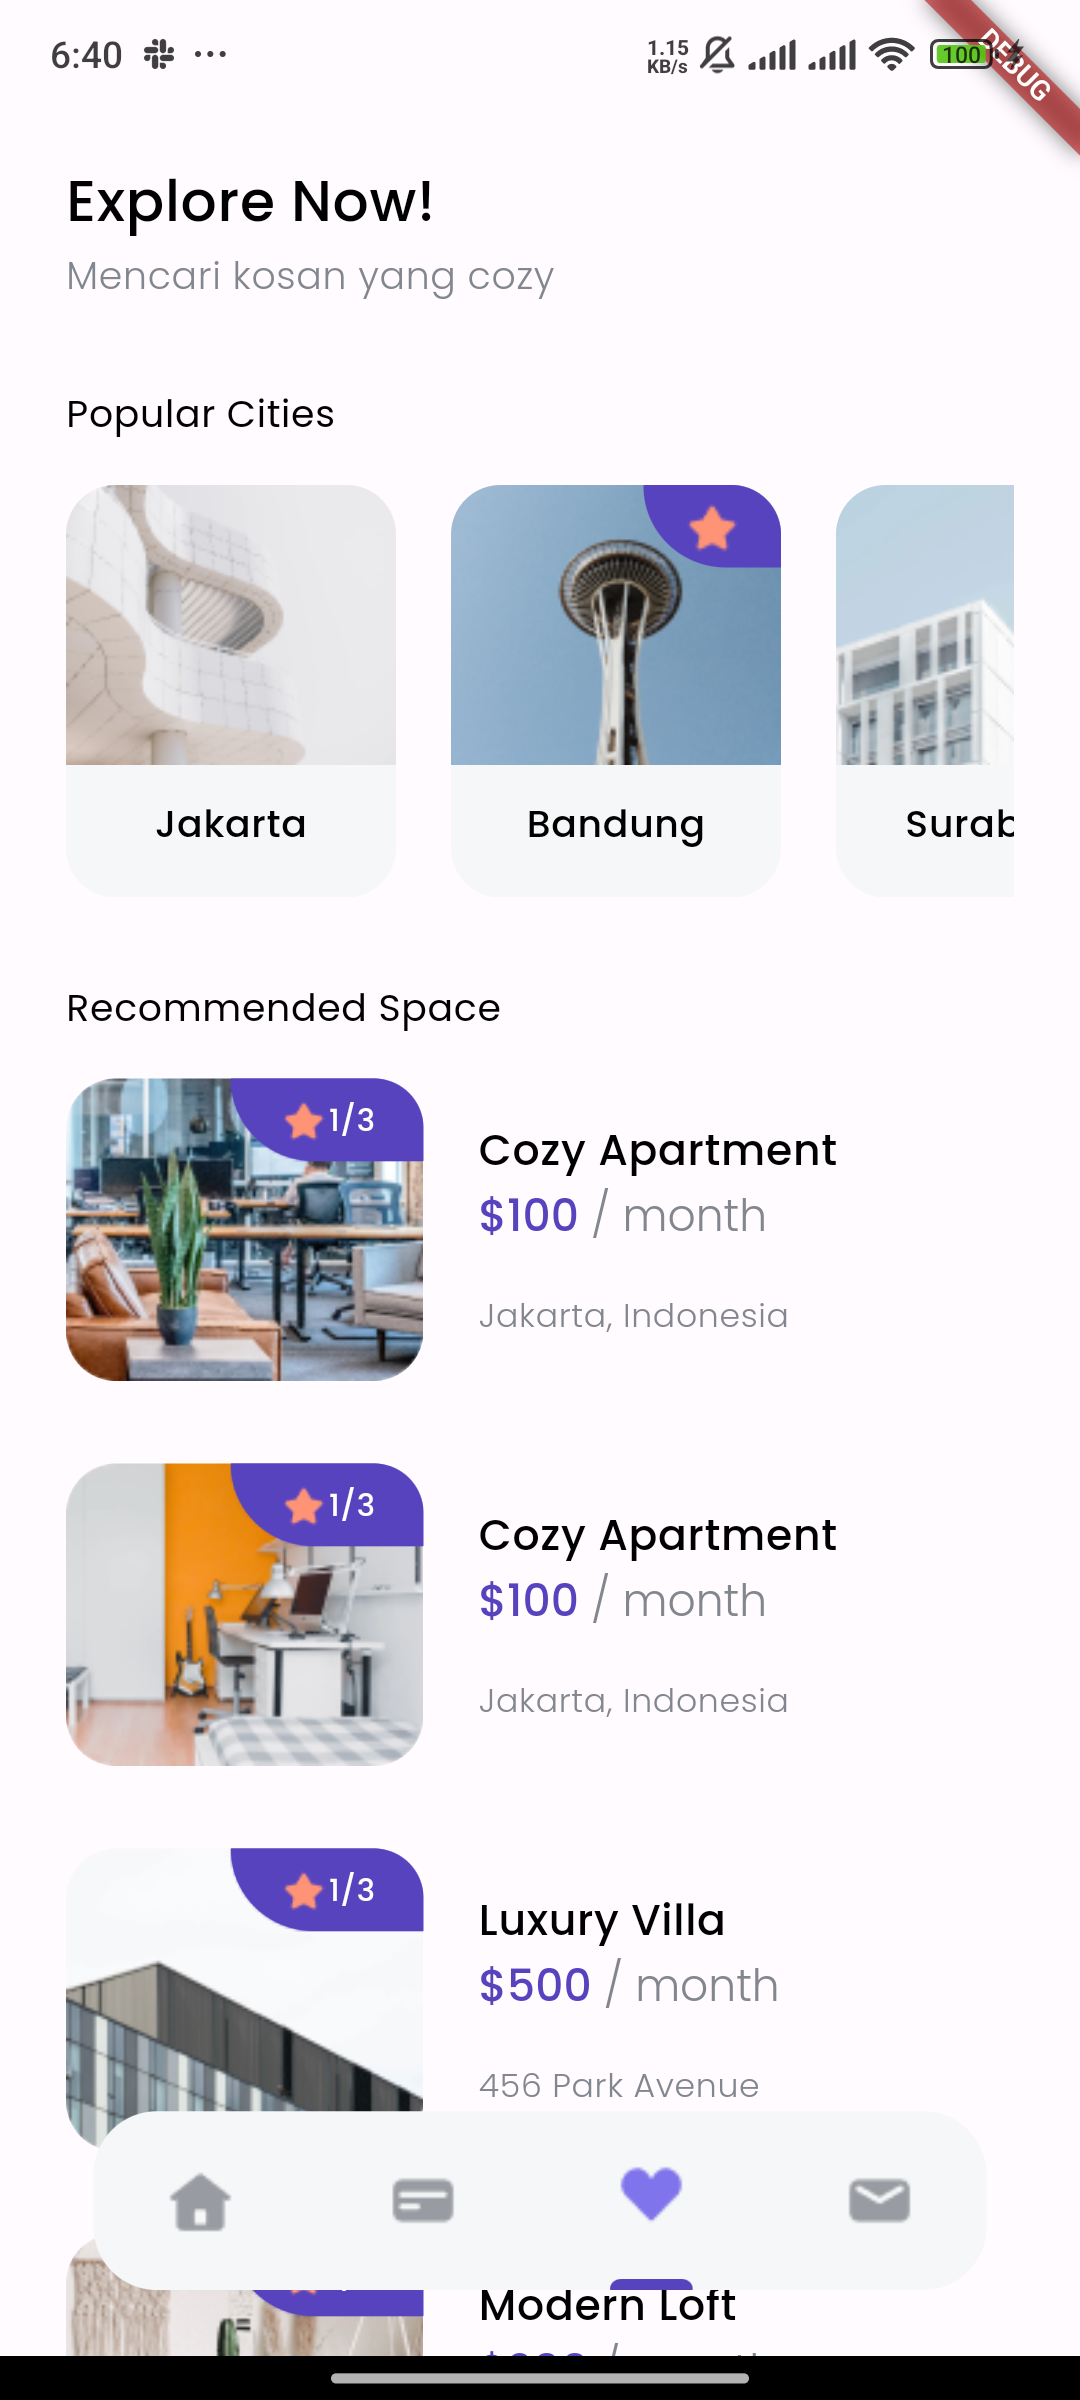 6:40
1.15
KB/s
100
DEBUG
Explore Now!
Mencari kosan yang cozy
Popular Cities
Jakarta
Bandung
Surab
Recommended Space
1/3
Cozy Apartment
$100 / month
Jakarta, Indonesia
1/3
Cozy Apartment
$100 / month
Jakarta, Indonesia
1/3
Luxury Villa
$500 / month
456 Park Avenue
Modern Loft